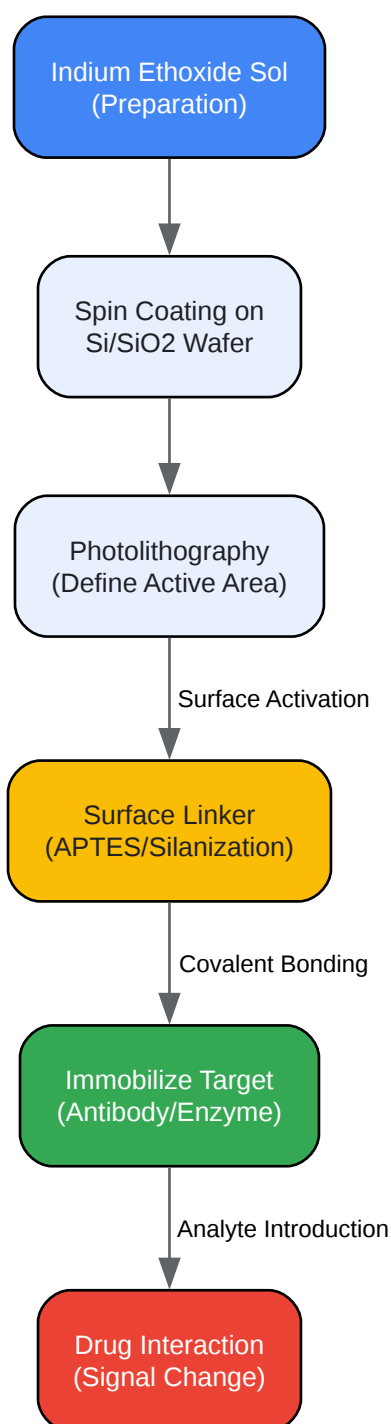 Indium Ethoxide Sol
(Preparation)
Spin Coating on
Si/SiO2 Wafer
Photolithography
(Define Active Area)
Surface Activation
Surface Linker
(APTES/Silanization)
Covalent Bonding
Immobilize Target
(Antibody/Enzyme)
Analyte Introduction
Drug Interaction
(Signal Change)